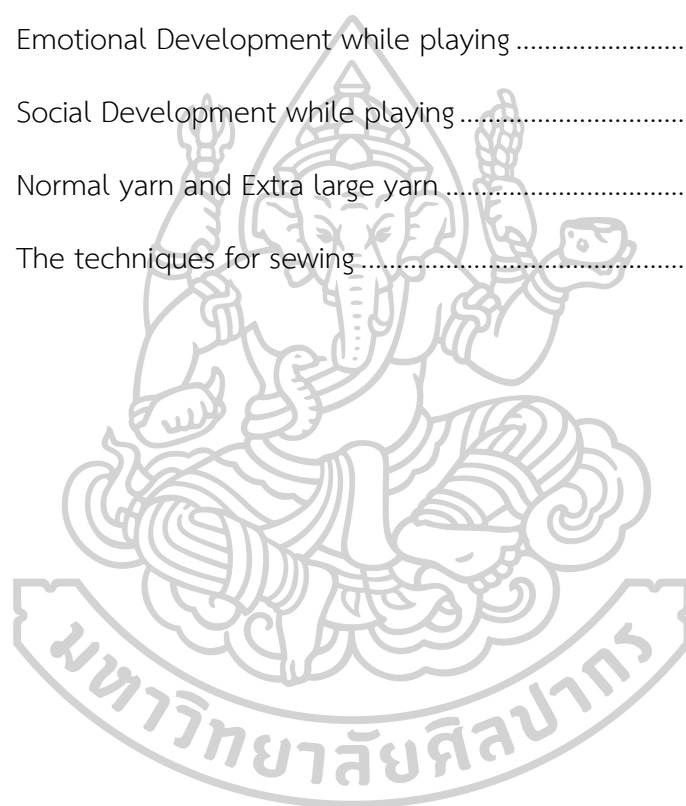 Emotional Development while playing ........................
Social Development while playing ................................
Normal yarn and Extra large yarn ..................................
The techniques for sewing ..............................................
มหาวิทยาลัยศิลปากร